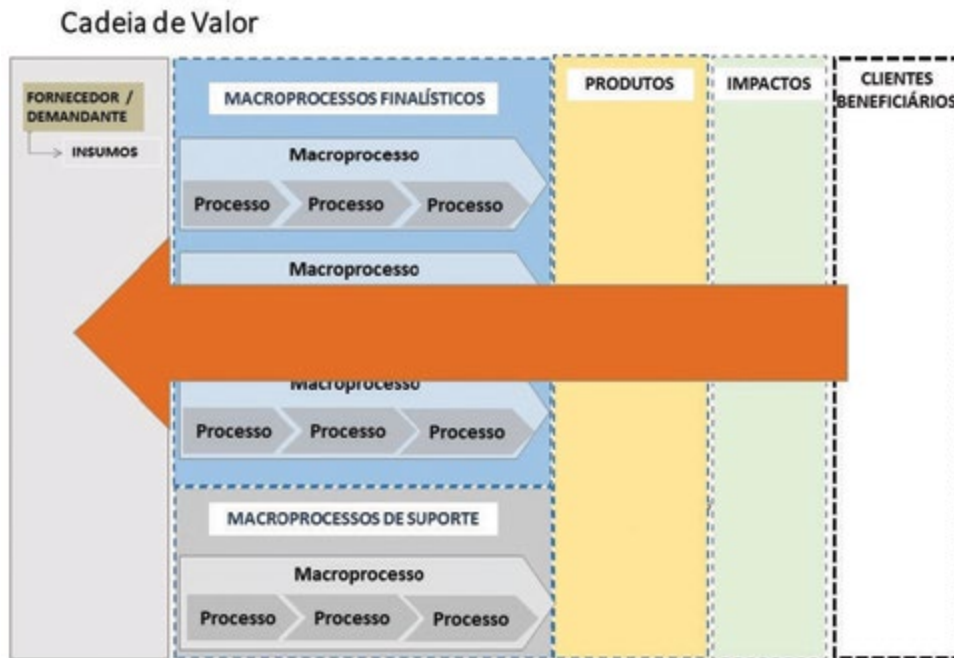 Cadeia de Valor
FORNECEDOR /
DEMANDANTE
INSUMOS
MACROPROCESSOS FINALÍSTICOS
Macroprocesso
Processo Processo Processo
Macroprocesso
Macroprocesso
Processo Processo Processo
MACROPROCESSOS DE SUPORTE
Macroprocesso
Processo Processo Processo
PRODUTOS
IMPACTOS
CLIENTES
BENEFICIÁRIOS